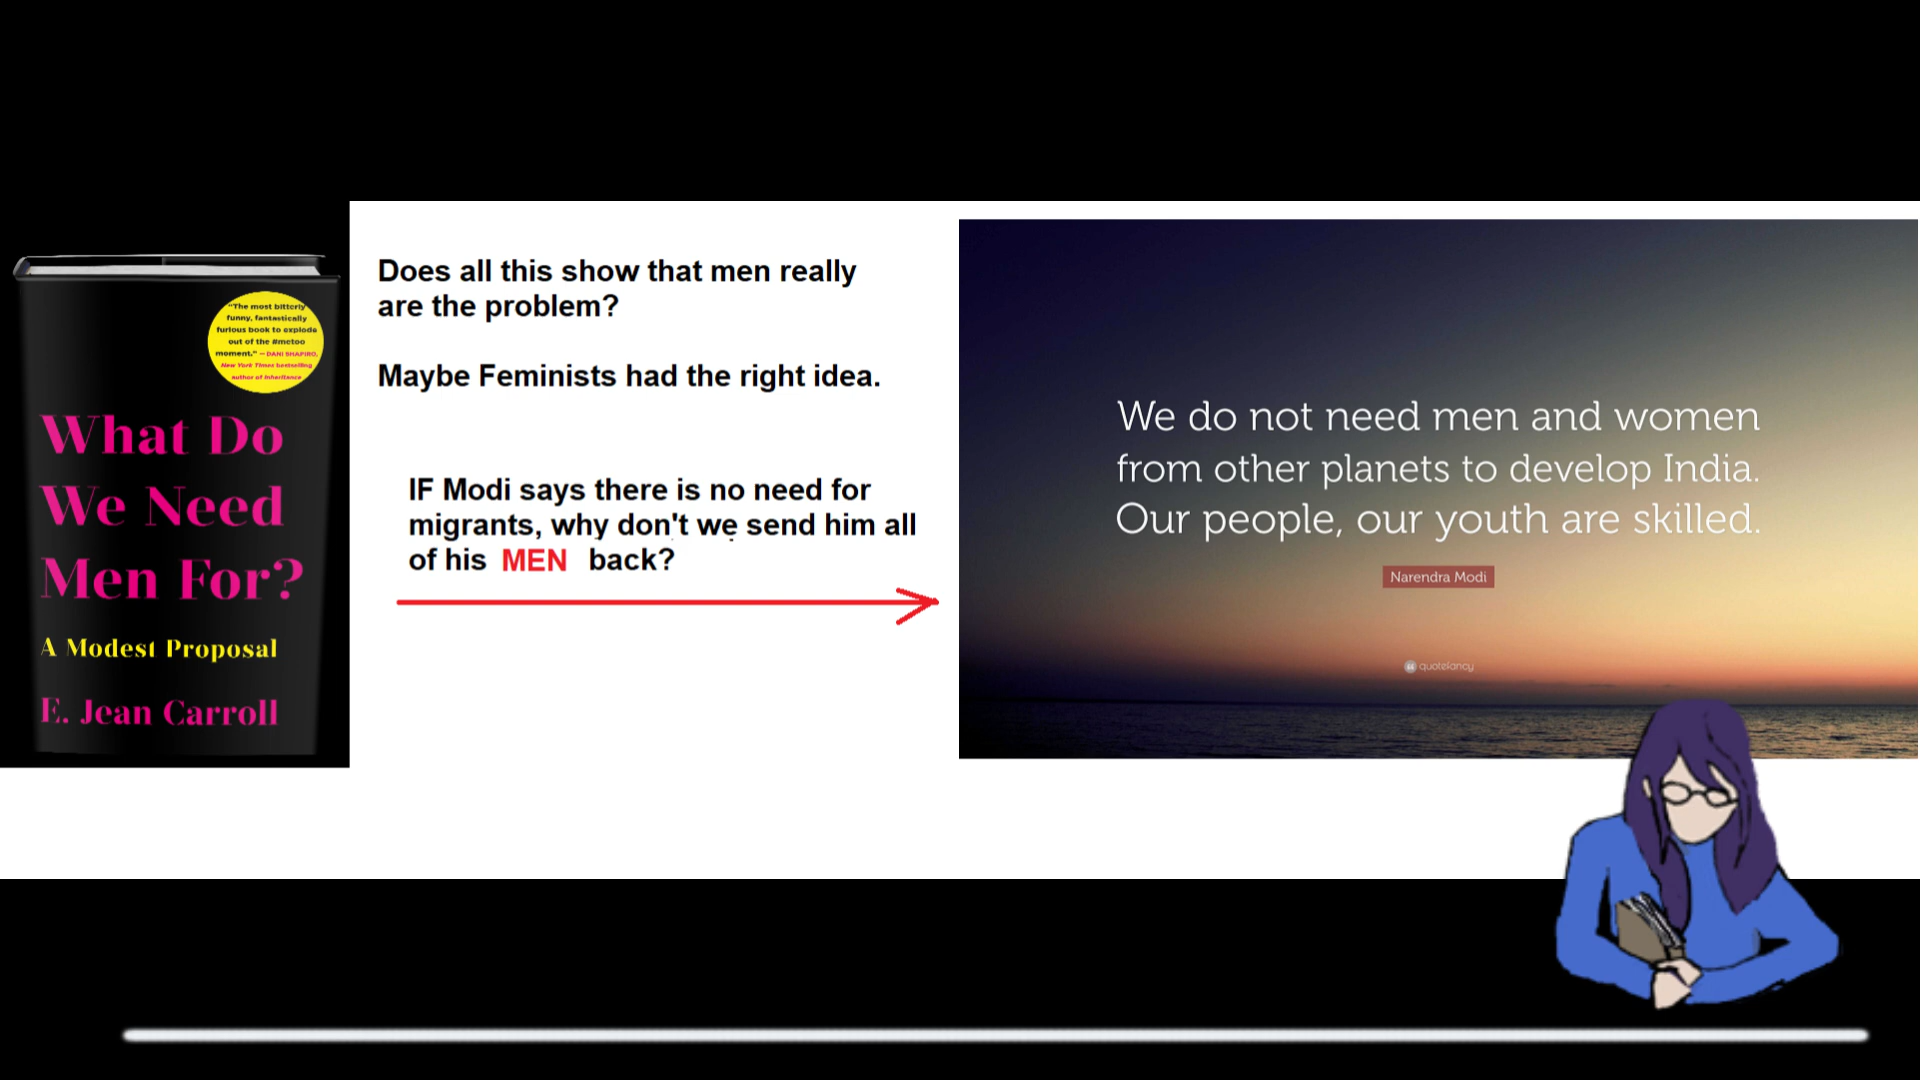 "The most bitterly
funny, fantastically
furious book to explode
out of the #metoo
moment." — DANI SHAPIRO,
New York Times bestselling
author of Inheritance
What Do
We Need
Men For?
A Modest Proposal
E. Jean Carroll
Does all this show that men really
are the problem?
Maybe Feminists had the right idea.
IF Modi says there is no need for
migrants, why don't we send him all
of his MEN back?
We do not need men and women
from other planets to develop India.
Our people, our youth are skilled.
Narendra Modi
quotefancy